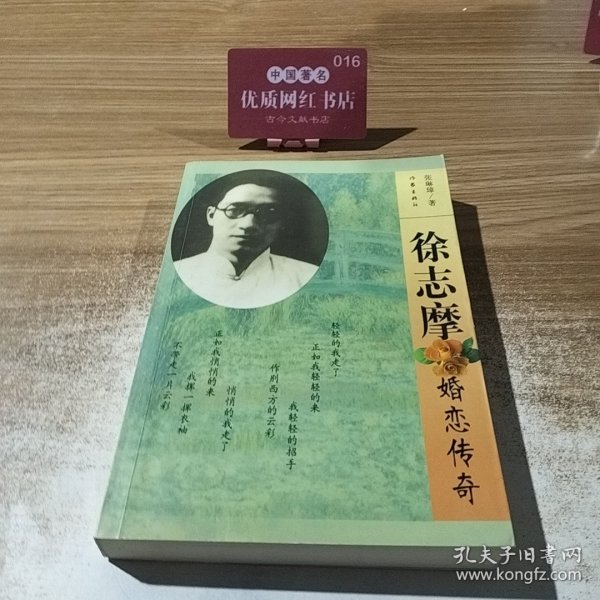 016
中国著名
优质网红书店
古今文献书店
张琳璋/著
作家出版社
徐志摩
婚恋传奇
轻轻的我走了
正如我轻轻的来
我轻轻的招手
作别西方的云彩
悄悄的我走了
正如我悄悄的来
我挥一挥衣袖
不带走一片云彩
孔夫子旧书网
www.kongfz.com